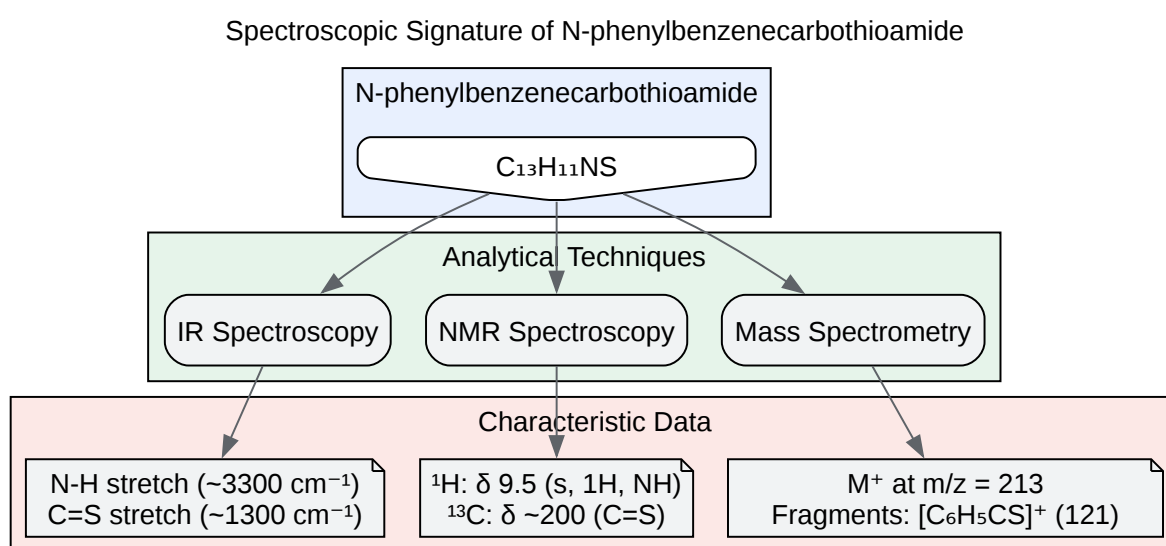 Spectroscopic Signature of N-phenylbenzenecarbothioamide
N-phenylbenzenecarbothioamide
C₁₃H₁₁NS
Analytical Techniques
IR Spectroscopy
NMR Spectroscopy
Mass Spectrometry
Characteristic Data
N-H stretch (~3300 cm⁻¹)
C=S stretch (~1300 cm⁻¹)
¹H: δ 9.5 (s, 1H, NH)
¹³C: δ ~200 (C=S)
M⁺ at m/z = 213
Fragments: [C₆H₅CS]⁺ (121)